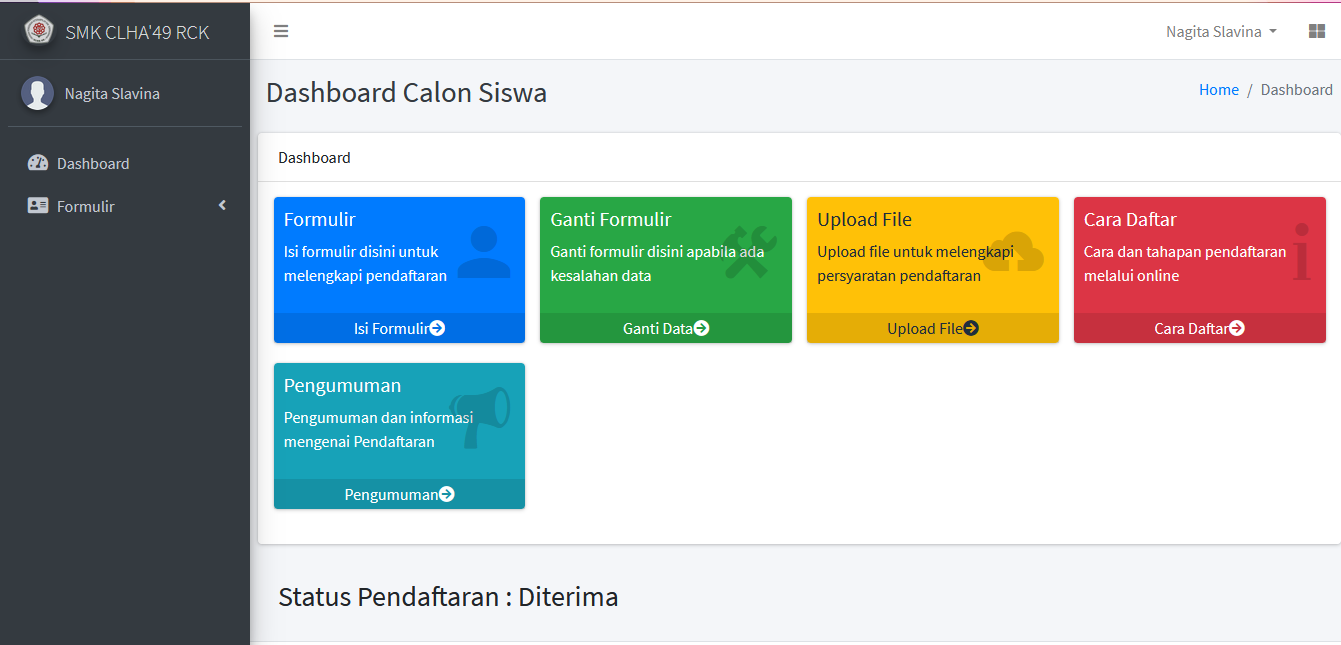 SMK CLHA'49 RCK
Nagita Slavina
Nagita Slavina
Dashboard
Formulir
Dashboard Calon Siswa
Home / Dashboard
Dashboard
Formulir
Isi formulir disini untuk
melengkapi pendaftaran
Isi Formulir
Ganti Formulir
Ganti formulir disini apabila ada
kesalahan data
Ganti Data
Upload File
Upload file untuk melengkapi
persyaratan pendaftaran
Upload File
Cara Daftar
Cara dan tahapan pendaftaran
melalui online
Cara Daftar
Pengumuman
Pengumuman dan informasi
mengenai Pendaftaran
Pengumuman
Status Pendaftaran : Diterima